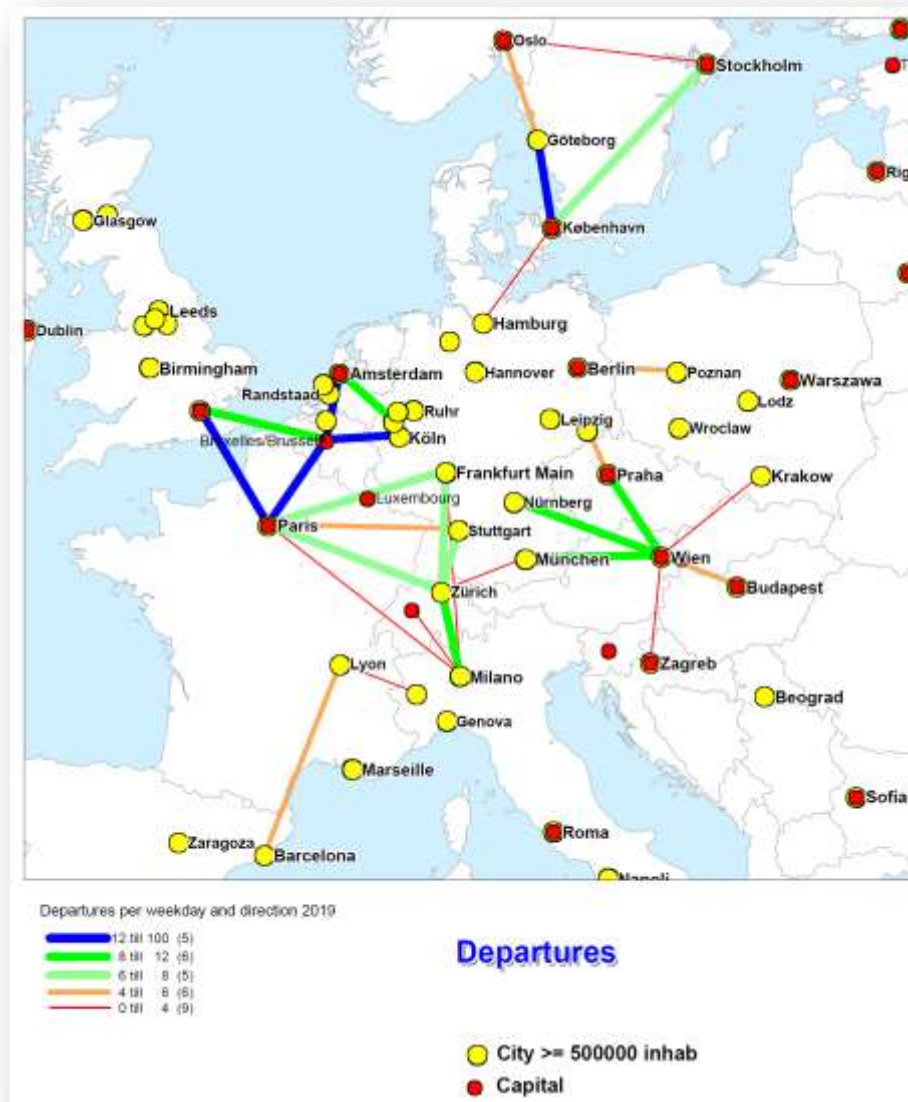 Oslo
Stockholm
Göteborg
Rig
Glasgow
København
Leeds
Dublin
Hamburg
Birmingham
Amsterdam
Hannover
Berlin
Poznan
Warszawa
Randstaad
Ruhr
Lodz
Bruxelles/Brussel
Köln
Leipzig
Wroclaw
Frankfurt Main
Praha
Krakow
Luxembourg
Nürnberg
Paris
Stuttgart
München
Wien
Zürich
Budapest
Lyon
Milano
Zagreb
Beograd
Genova
Marseille
Sofia
Zaragoza
Roma
Barcelona
Napoli
Departures per weekday and direction 2019
12 till 100 (5)
8 till 12 (6)
6 till 8 (5)
4 till 6 (6)
0 till 4 (9)
Departures
City >= 500000 inhab
Capital